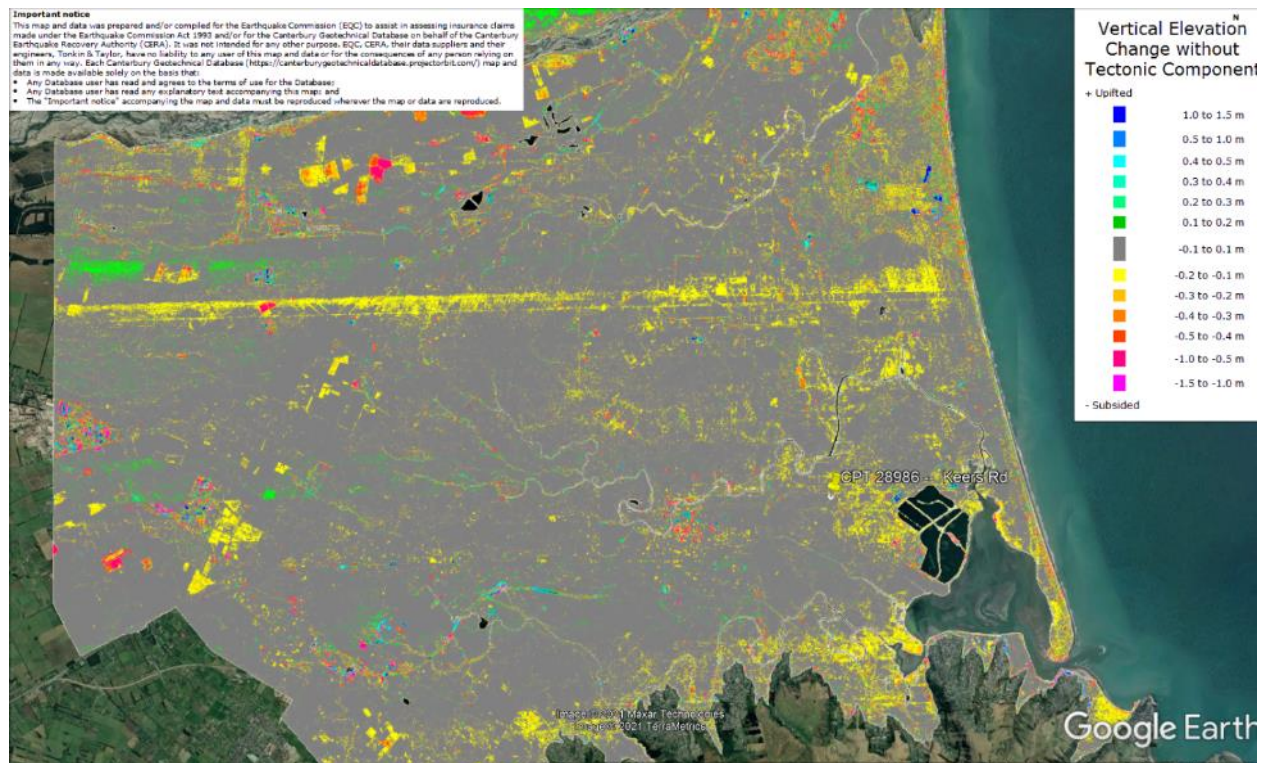 Important notice
This map and data was prepared and/or compiled for the Earthquake Commission (EQC) to assist in assessing insurance claims
made under the Earthquake Commission Act 1993 and/or for the Canterbury Geotechnical Database on behalf of the Canterbury
Earthquake Recovery Authority (CERA). It was not intended for any other purpose. EQC, CERA, their data suppliers and their
engineers, Tonkin & Taylor, have no liability to any user of this map and data or for the consequences of any person relying on
them in any way. Each Canterbury Geotechnical Database (https://canterburygeotechnicaldatabase.projectorbit.com/) map and
data is made available solely on the basis that:
• Any Database user has read and agrees to the terms of use for the Database;
• Any Database user has read any explanatory text accompanying this map; and
• The "Important notice" accompanying the map and data must be reproduced wherever the map or data are reproduced.
N
Vertical Elevation
Change without
Tectonic Component
+ Uplifted
1.0 to 1.5 m
0.5 to 1.0 m
0.4 to 0.5 m
0.3 to 0.4 m
0.2 to 0.3 m
0.1 to 0.2 m
-0.1 to 0.1 m
-0.2 to -0.1 m
-0.3 to -0.2 m
-0.4 to -0.3 m
-0.5 to -0.4 m
-1.0 to -0.5 m
-1.5 to -1.0 m
- Subsided
CPT 28986 -- Keers Rd
Image © 2021 Maxar Technologies
Image © 2021 TerraMetrics
Google Earth